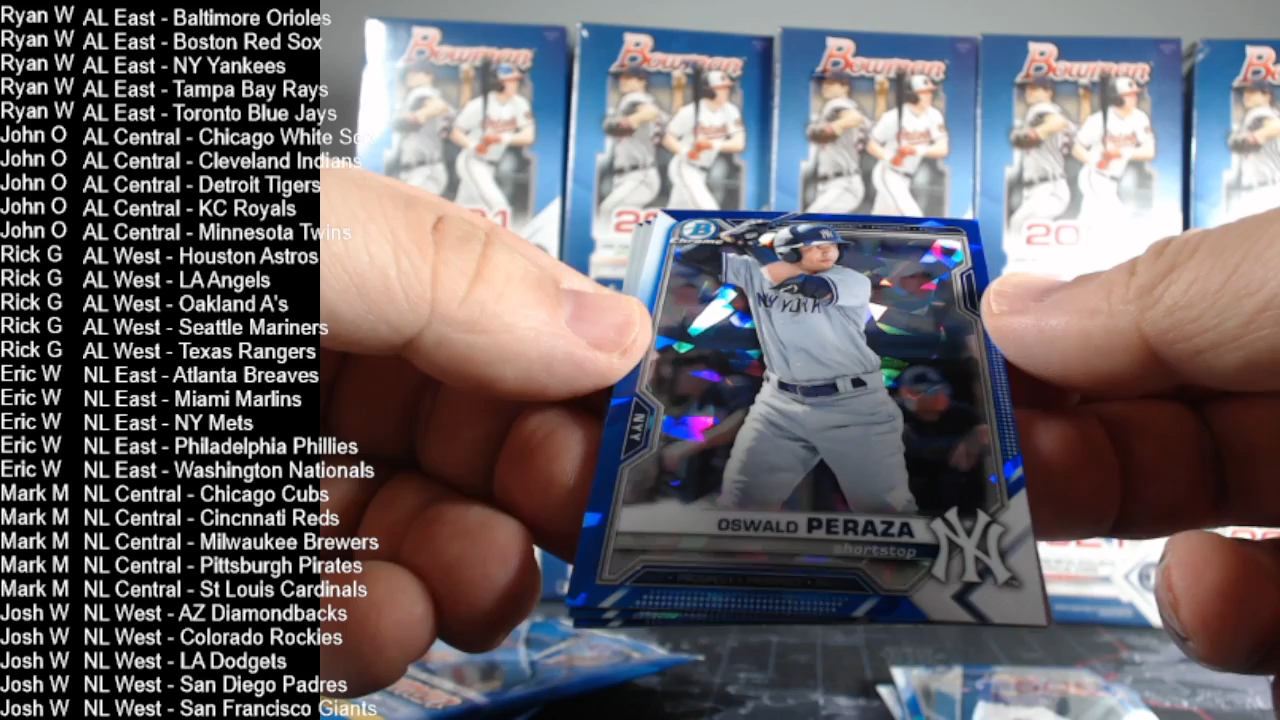 Ryan W AL East - Baltimore Orioles
Ryan W AL East - Boston Red Sox
Ryan W AL East - NY Yankees
Ryan W AL East - Tampa Bay Rays
Ryan W AL East - Toronto Blue Jays
John O AL Central - Chicago White Sox
John O AL Central - Cleveland Indians
John O AL Central - Detroit Tigers
John O AL Central - KC Royals
John O AL Central - Minnesota Twins
Rick G AL West - Houston Astros
Rick G AL West - LA Angels
Rick G AL West - Oakland A's
Rick G AL West - Seattle Mariners
Rick G AL West - Texas Rangers
Eric W NL East - Atlanta Breaves
Eric W NL East - Miami Marlins
Eric W NL East - NY Mets
Eric W NL East - Philadelphia Phillies
Eric W NL East - Washington Nationals
Mark M NL Central - Chicago Cubs
Mark M NL Central - Cincnnati Reds
Mark M NL Central - Milwaukee Brewers
Mark M NL Central - Pittsburgh Pirates
Mark M NL Central - St Louis Cardinals
Josh W NL West - AZ Diamondbacks
Josh W NL West - Colorado Rockies
Josh W NL West - LA Dodgets
Josh W NL West - San Diego Padres
Josh W NL West - San Francisco Giants
Bowman Bowman Bowman Bowman
B Chrome
NY
NEW YORK
NYY
OSWALD PERAZA
shortstop
NY